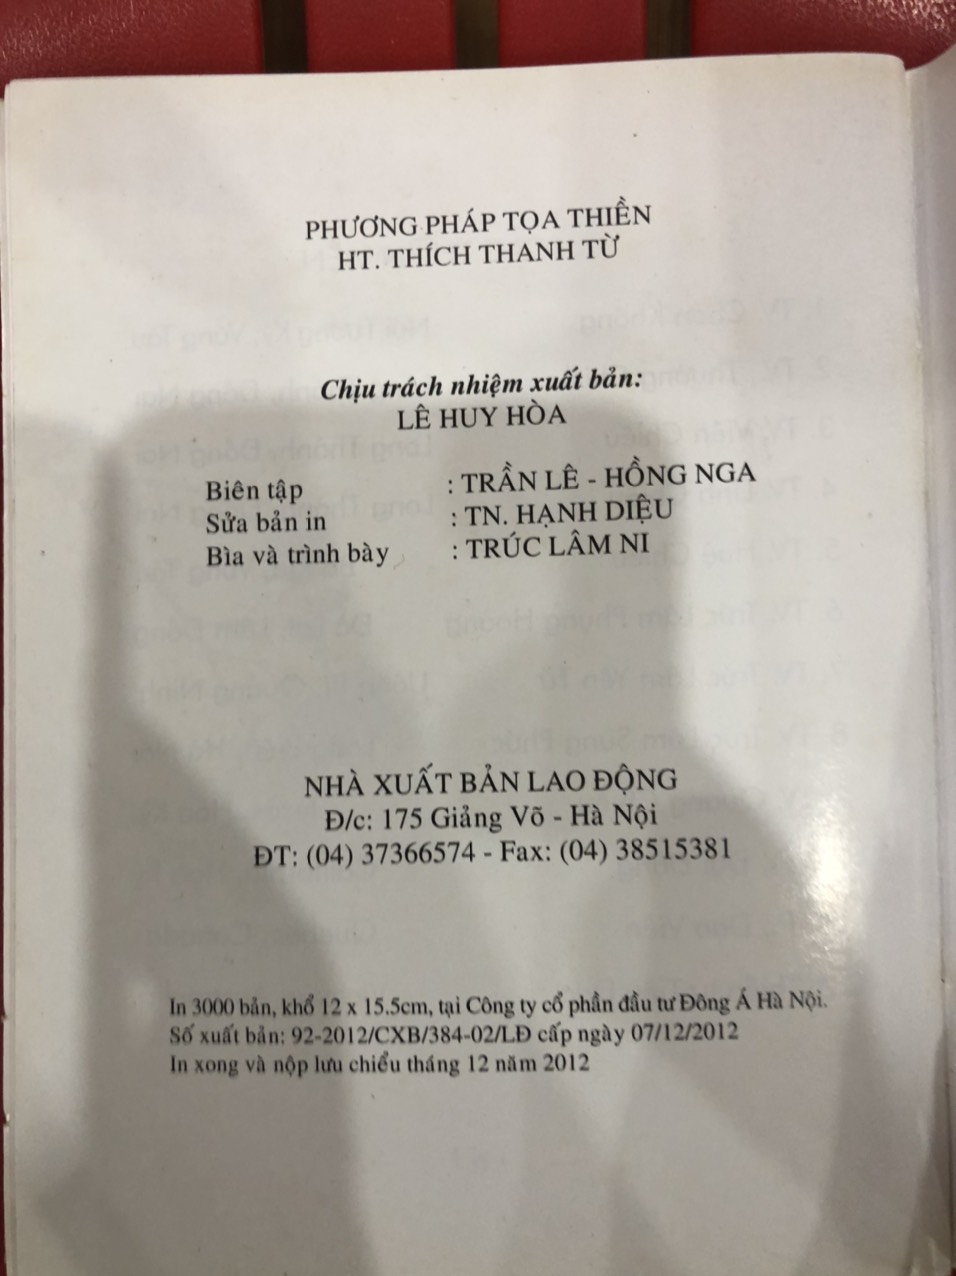 PHƯƠNG PHÁP TỌA THIỀN
HT. THÍCH THANH TỪ
Chịu trách nhiệm xuất bản:
LÊ HUY HÒA
Biên tập : TRẦN LÊ - HỒNG NGA
Sửa bản in : TN. HẠNH DIỆU
Bìa và trình bày : TRÚC LÂM NI
NHÀ XUẤT BẢN LAO ĐỘNG
Đ/c: 175 Giảng Võ - Hà Nội
ĐT: (04) 37366574 - Fax: (04) 38515381
In 3000 bản, khổ 12 x 15.5cm, tại Công ty cổ phần đầu tư Đông Á Hà Nội.
Số xuất bản: 92-2012/CXB/384-02/LĐ cấp ngày 07/12/2012
In xong và nộp lưu chiểu tháng 12 năm 2012